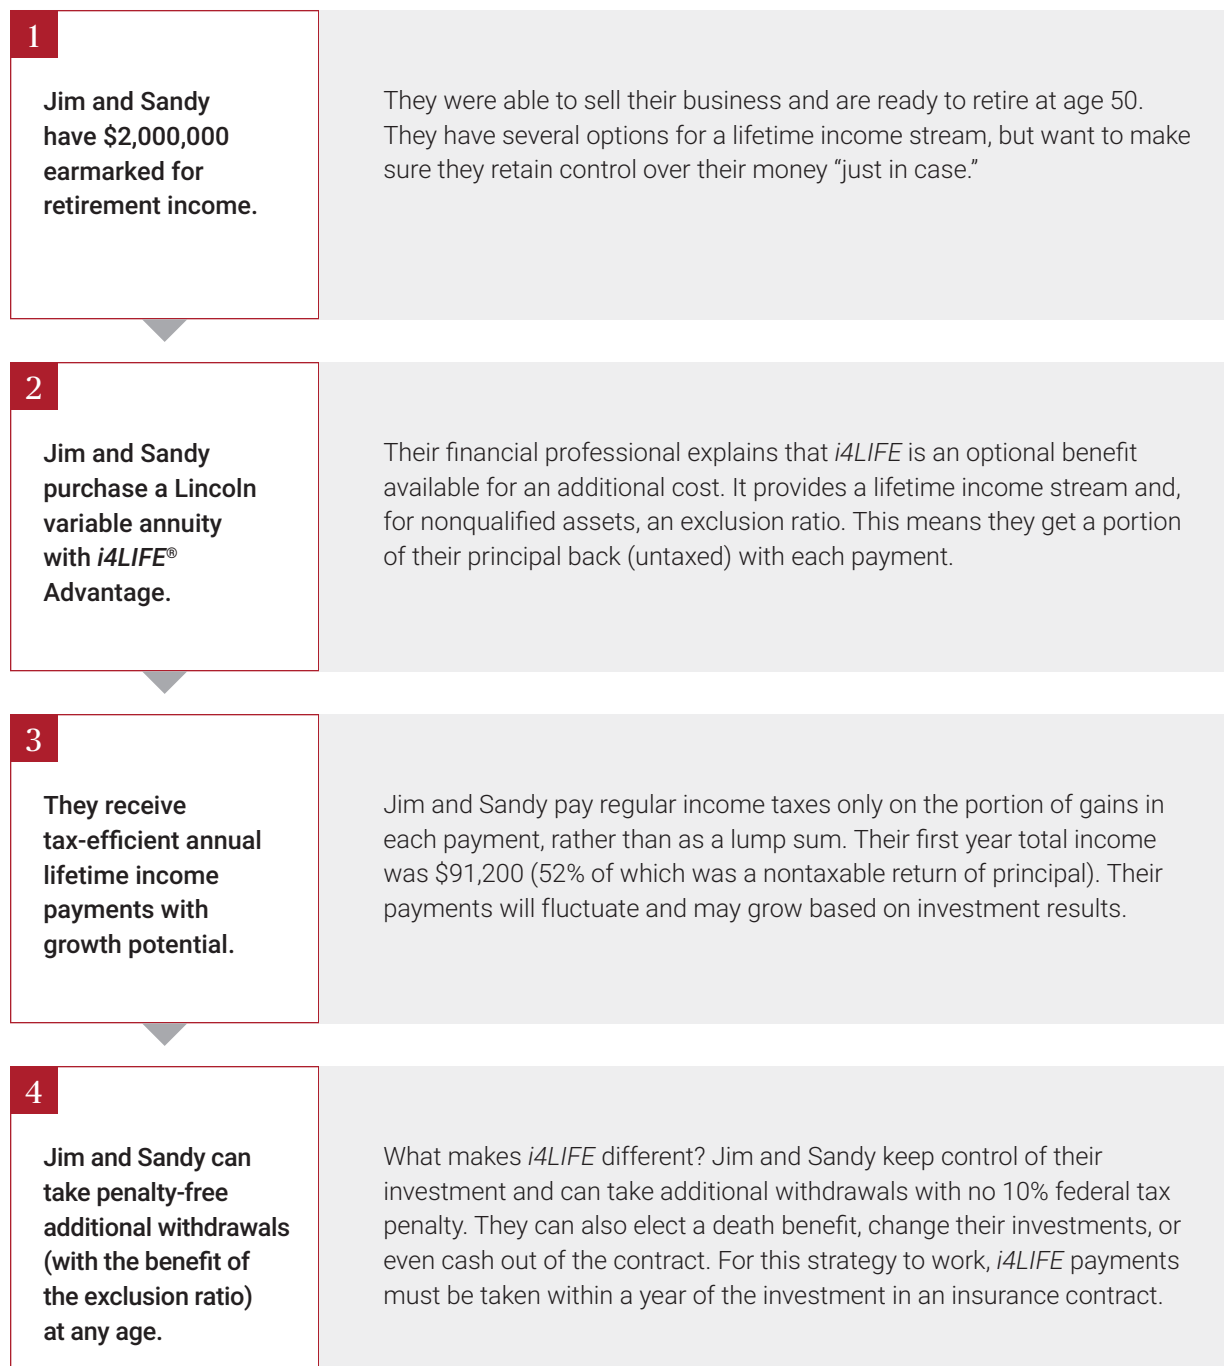 1
Jim and Sandy
have $2,000,000
earmarked for
retirement income.
They were able to sell their business and are ready to retire at age 50.
They have several options for a lifetime income stream, but want to make
sure they retain control over their money “just in case.”
2
Jim and Sandy
purchase a Lincoln
variable annuity
with i4LIFE®
Advantage.
Their financial professional explains that i4LIFE is an optional benefit
available for an additional cost. It provides a lifetime income stream and,
for nonqualified assets, an exclusion ratio. This means they get a portion
of their principal back (untaxed) with each payment.
3
They receive
tax-efficient annual
lifetime income
payments with
growth potential.
Jim and Sandy pay regular income taxes only on the portion of gains in
each payment, rather than as a lump sum. Their first year total income
was $91,200 (52% of which was a nontaxable return of principal). Their
payments will fluctuate and may grow based on investment results.
4
Jim and Sandy can
take penalty-free
additional withdrawals
(with the benefit of
the exclusion ratio)
at any age.
What makes i4LIFE different? Jim and Sandy keep control of their
investment and can take additional withdrawals with no 10% federal tax
penalty. They can also elect a death benefit, change their investments, or
even cash out of the contract. For this strategy to work, i4LIFE payments
must be taken within a year of the investment in an insurance contract.